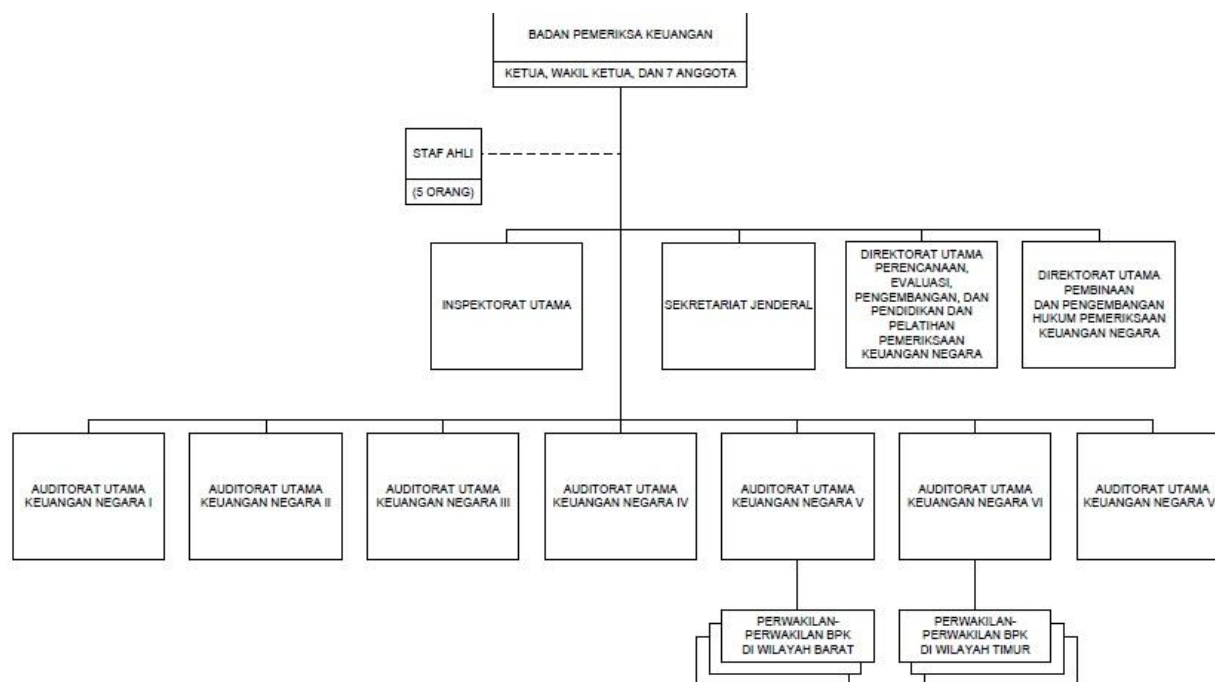 BADAN PEMERIKSA KEUANGAN
KETUA, WAKIL KETUA, DAN 7 ANGGOTA
STAF AHLI
(5 ORANG)
INSPEKTORAT UTAMA
SEKRETARIAT JENDERAL
DIREKTORAT UTAMA
PERENCANAAN,
EVALUASI,
PENGEMBANGAN, DAN
PENDIDIKAN DAN
PELATIHAN
PEMERIKSAAN
KEUANGAN NEGARA
DIREKTORAT UTAMA
PEMBINAAN
DAN PENGEMBANGAN
HUKUM PEMERIKSAAN
KEUANGAN NEGARA
AUDITORAT UTAMA
KEUANGAN NEGARA I
AUDITORAT UTAMA
KEUANGAN NEGARA II
AUDITORAT UTAMA
KEUANGAN NEGARA III
AUDITORAT UTAMA
KEUANGAN NEGARA IV
AUDITORAT UTAMA
KEUANGAN NEGARA V
AUDITORAT UTAMA
KEUANGAN NEGARA VI
AUDITORAT UTAMA
KEUANGAN NEGARA
PERWAKILAN-
PERWAKILAN BPK
DI WILAYAH BARAT
PERWAKILAN-
PERWAKILAN BPK
DI WILAYAH TIMUR